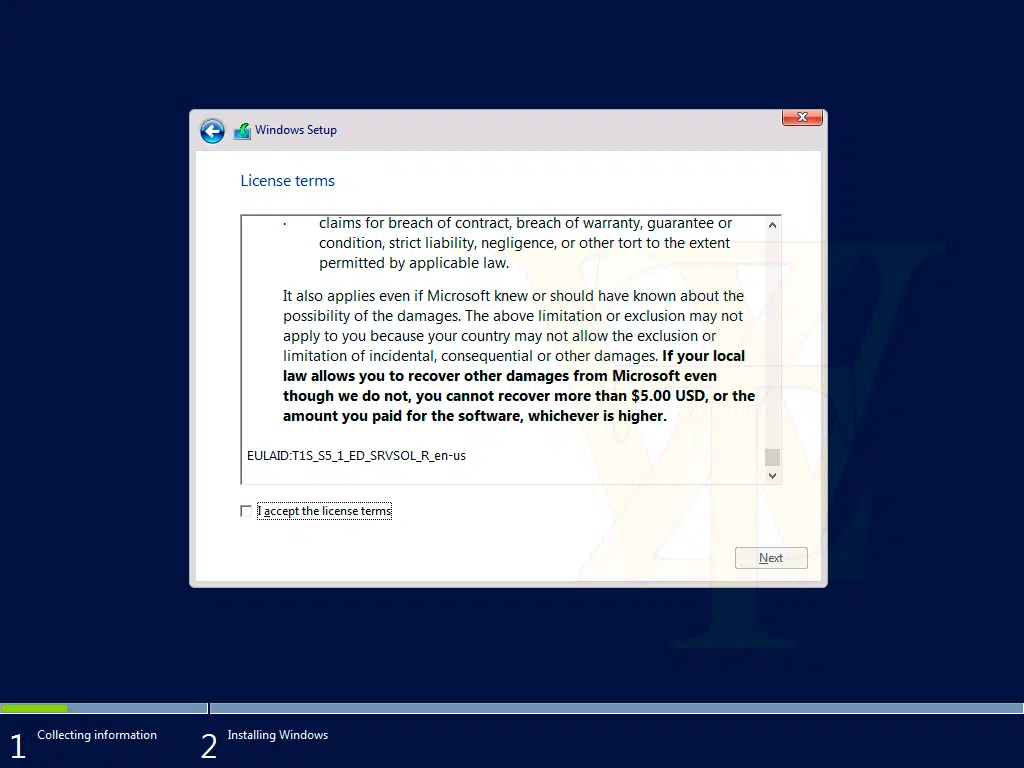 Windows Setup
License terms
· claims for breach of contract, breach of warranty, guarantee or
condition, strict liability, negligence, or other tort to the extent
permitted by applicable law.
It also applies even if Microsoft knew or should have known about the
possibility of the damages. The above limitation or exclusion may not
apply to you because your country may not allow the exclusion or
limitation of incidental, consequential or other damages. If your local
law allows you to recover other damages from Microsoft even
though we do not, you cannot recover more than $5.00 USD, or the
amount you paid for the software, whichever is higher.
EULAID:T1S_S5_1_ED_SRVSOL_R_en-us
I accept the license terms
Next
1 Collecting information
2 Installing Windows